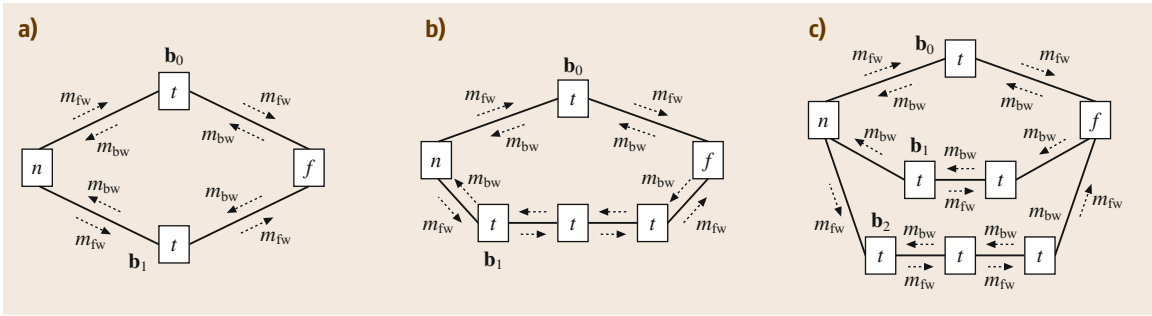 a)
b0
t
mfw mfw
mbw mbw
n f
mbw mbw
mfw mfw
t
b1
b)
b0
t
mfw mfw
mbw mbw
n f
mbw mbw
mfw t t t mfw
b1
c)
b0 t
mfw mfw
mbw mbw
n f
mbw mbw
b1 mbw
t t
mfw
mbw mfw
mfw b2 mbw mbw
t t t
mfw mfw